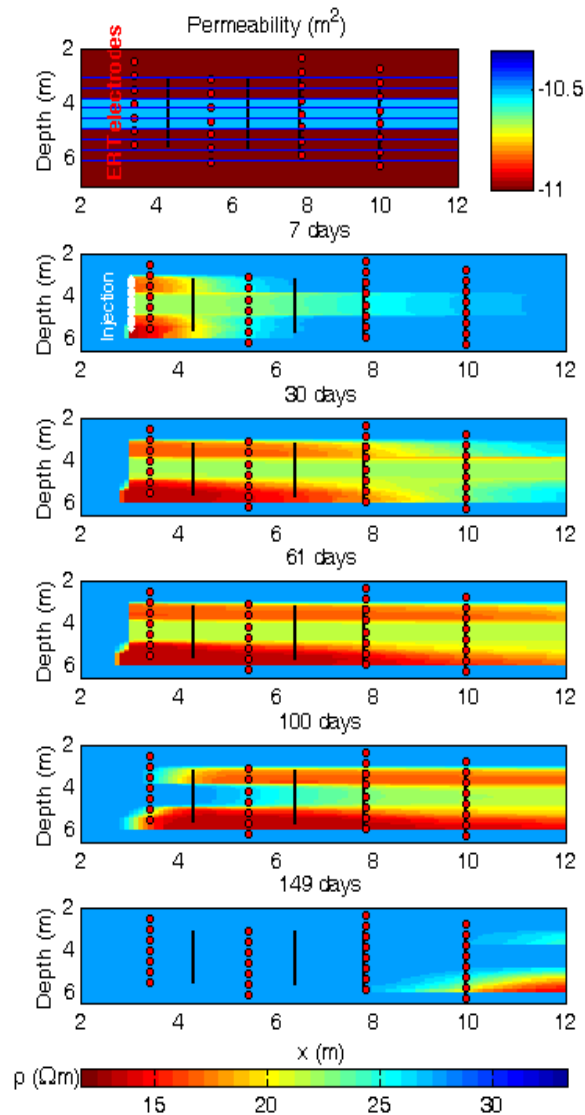 Permeability (m²)
2
4
6
Depth (m)
ERT electrodes
-10.5
-11
2 4 6 8 10 12
7 days
2
4
6
Depth (m)
Injection
2 4 6 8 10 12
30 days
2
4
6
Depth (m)
2 4 6 8 10 12
61 days
2
4
6
Depth (m)
2 4 6 8 10 12
100 days
2
4
6
Depth (m)
2 4 6 8 10 12
149 days
2
4
6
Depth (m)
2 4 6 8 10 12
x (m)
ρ (Ωm)
15 20 25 30